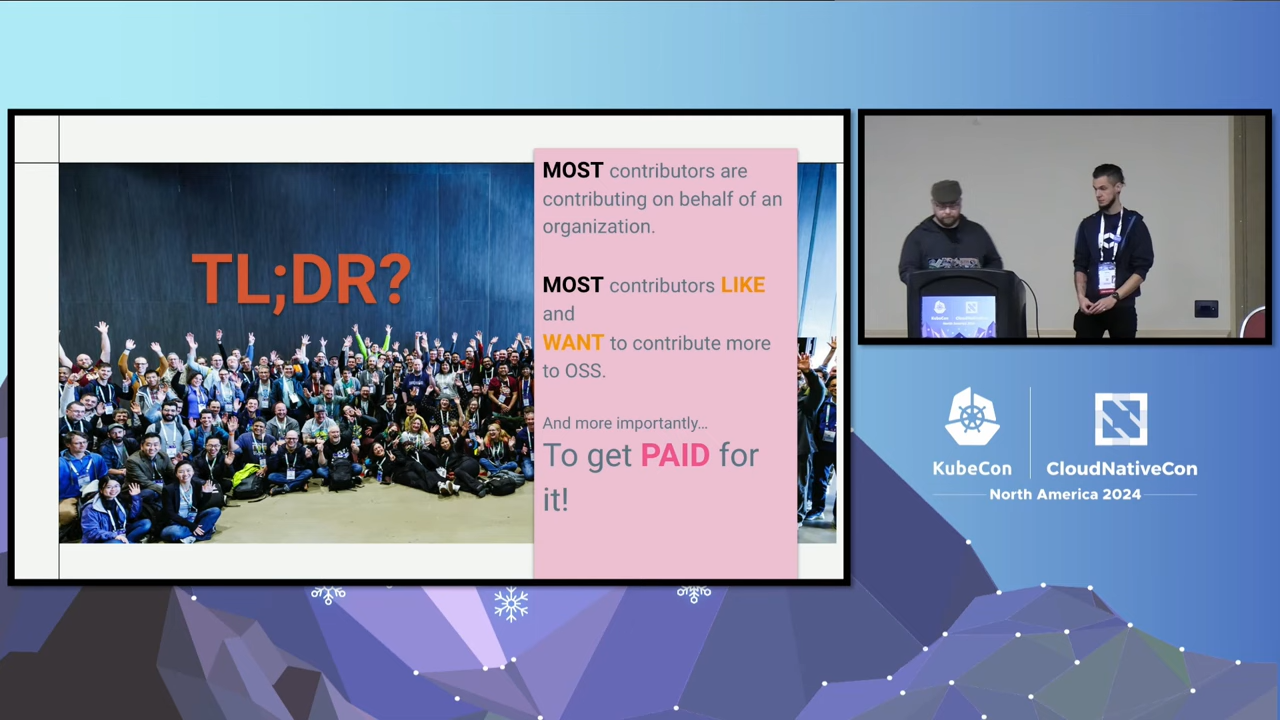 TL;DR?
MOST contributors are
contributing on behalf of an
organization.
MOST contributors LIKE
and
WANT to contribute more
to OSS.
And more importantly…
To get PAID for
it!
KubeCon
CloudNativeCon
North America 2024
KubeCon